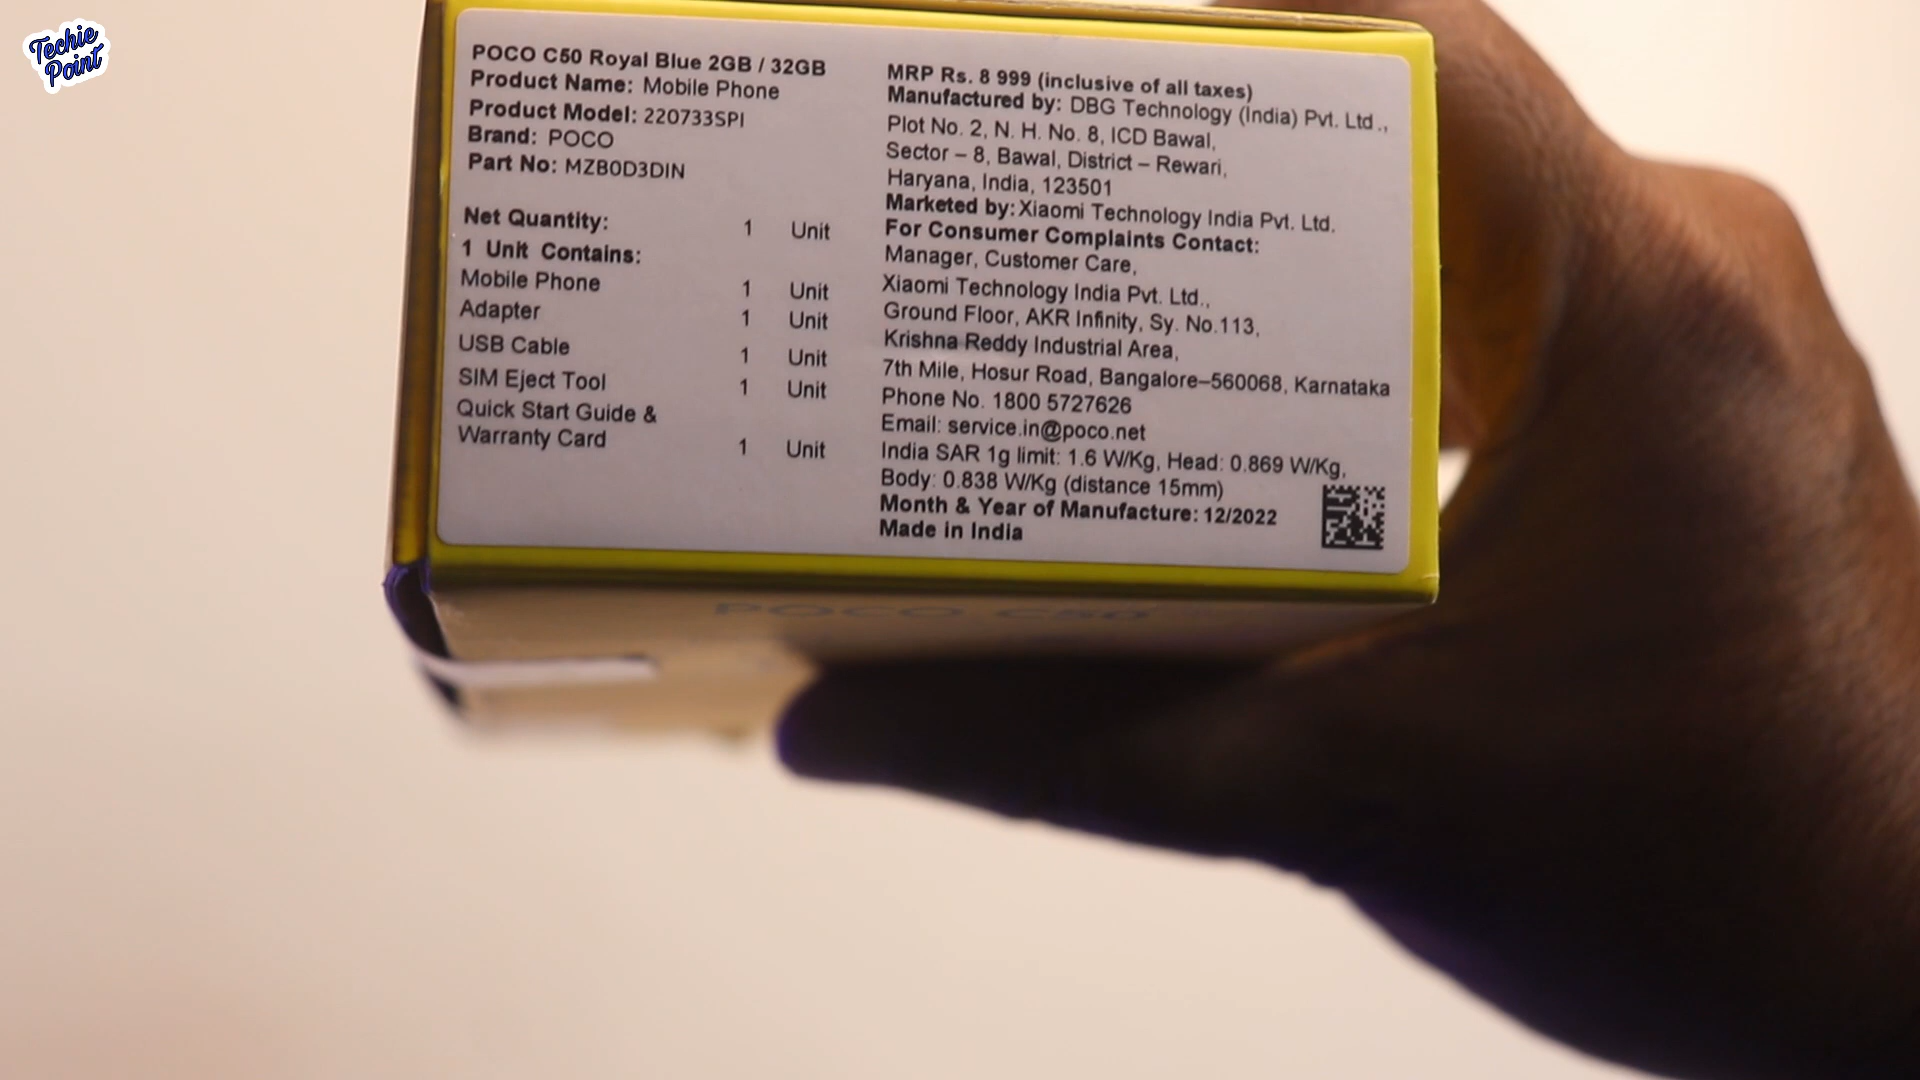 Techie
Point
POCO C50 Royal Blue 2GB / 32GB
Product Name: Mobile Phone
Product Model: 220733SPI
Brand: POCO
Part No: MZB0D3DIN
Net Quantity: 1 Unit
1 Unit Contains:
Mobile Phone 1 Unit
Adapter 1 Unit
USB Cable 1 Unit
SIM Eject Tool 1 Unit
Quick Start Guide &
Warranty Card 1 Unit
MRP Rs. 8 999 (inclusive of all taxes)
Manufactured by: DBG Technology (India) Pvt. Ltd.,
Plot No. 2, N. H. No. 8, ICD Bawal,
Sector – 8, Bawal, District – Rewari,
Haryana, India, 123501
Marketed by: Xiaomi Technology India Pvt. Ltd.
For Consumer Complaints Contact:
Manager, Customer Care,
Xiaomi Technology India Pvt. Ltd.,
Ground Floor, AKR Infinity, Sy. No.113,
Krishna Reddy Industrial Area,
7th Mile, Hosur Road, Bangalore–560068, Karnataka
Phone No. 1800 5727626
Email: service.in@poco.net
India SAR 1g limit: 1.6 W/Kg, Head: 0.869 W/Kg,
Body: 0.838 W/Kg (distance 15mm)
Month & Year of Manufacture: 12/2022
Made in India
POCO C50